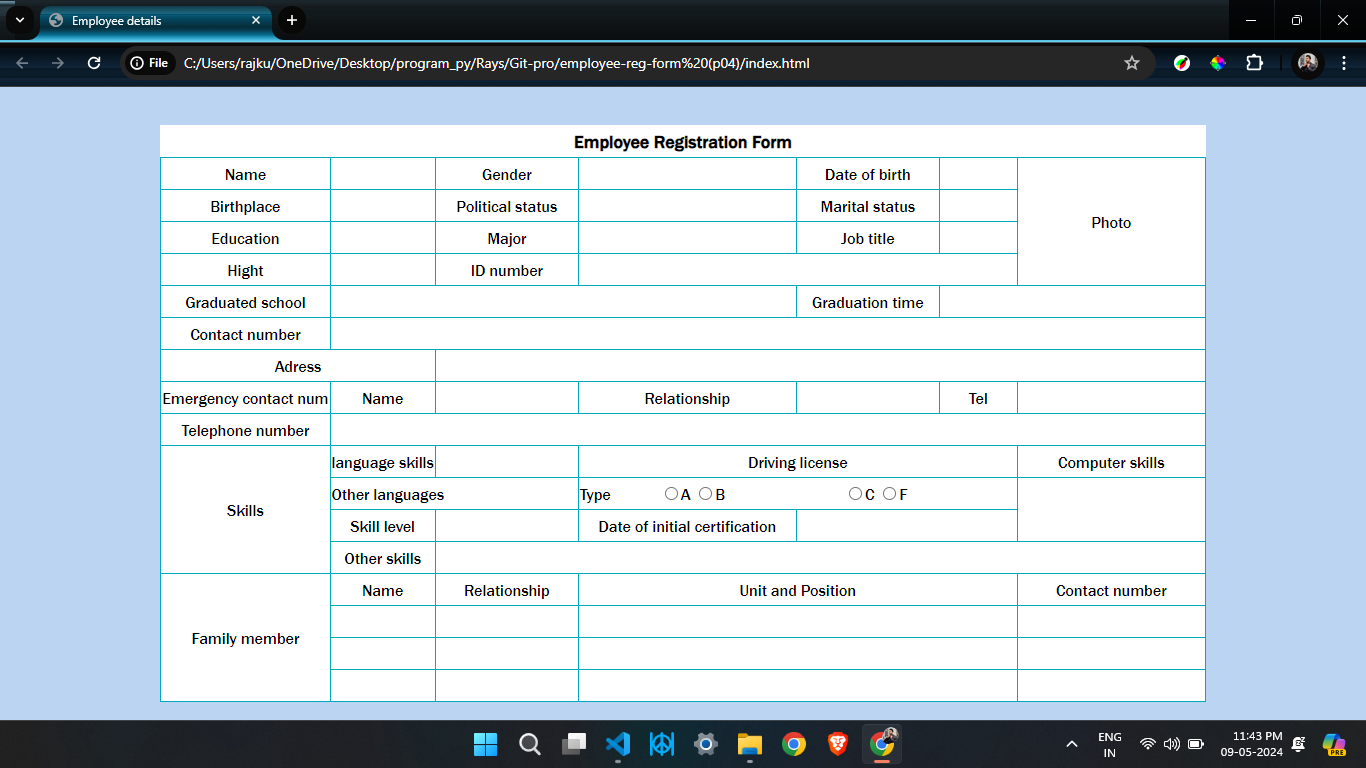 Employee details
File C:/Users/rajku/OneDrive/Desktop/program_py/Rays/Git-pro/employee-reg-form%20(p04)/index.html
Employee Registration Form
Name Gender Date of birth
Birthplace Political status Marital status
Photo
Education Major Job title
Hight ID number
Graduated school Graduation time
Contact number
Adress
Emergency contact num Name Relationship Tel
Telephone number
language skills Driving license Computer skills
Other languages Type A B C F
Skills
Skill level Date of initial certification
Other skills
Name Relationship Unit and Position Contact number
Family member
ENG
IN
11:43 PM
09-05-2024
PRE